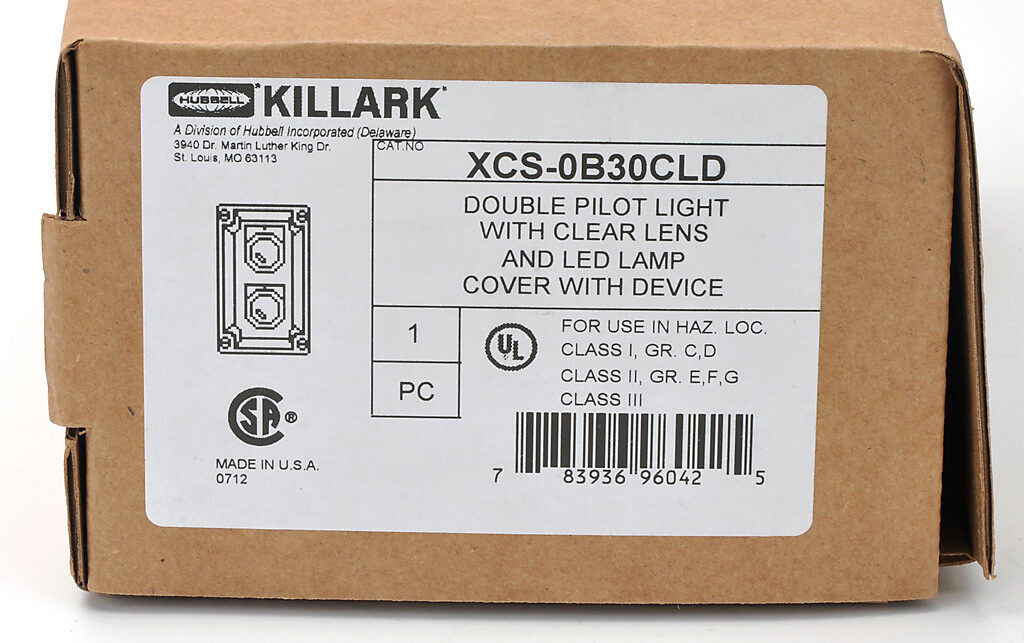 HUBBELL KILLARK®
A Division of Hubbell Incorporated (Delaware)
3940 Dr. Martin Luther King Dr.
St. Louis, MO 63113
CAT.NO
XCS-0B30CLD
DOUBLE PILOT LIGHT
WITH CLEAR LENS
AND LED LAMP
COVER WITH DEVICE
1
PC
UL
FOR USE IN HAZ. LOC.
CLASS I, GR. C,D
CLASS II, GR. E,F,G
CLASS III
SA®
MADE IN U.S.A.
0712
7 83936 96042 5